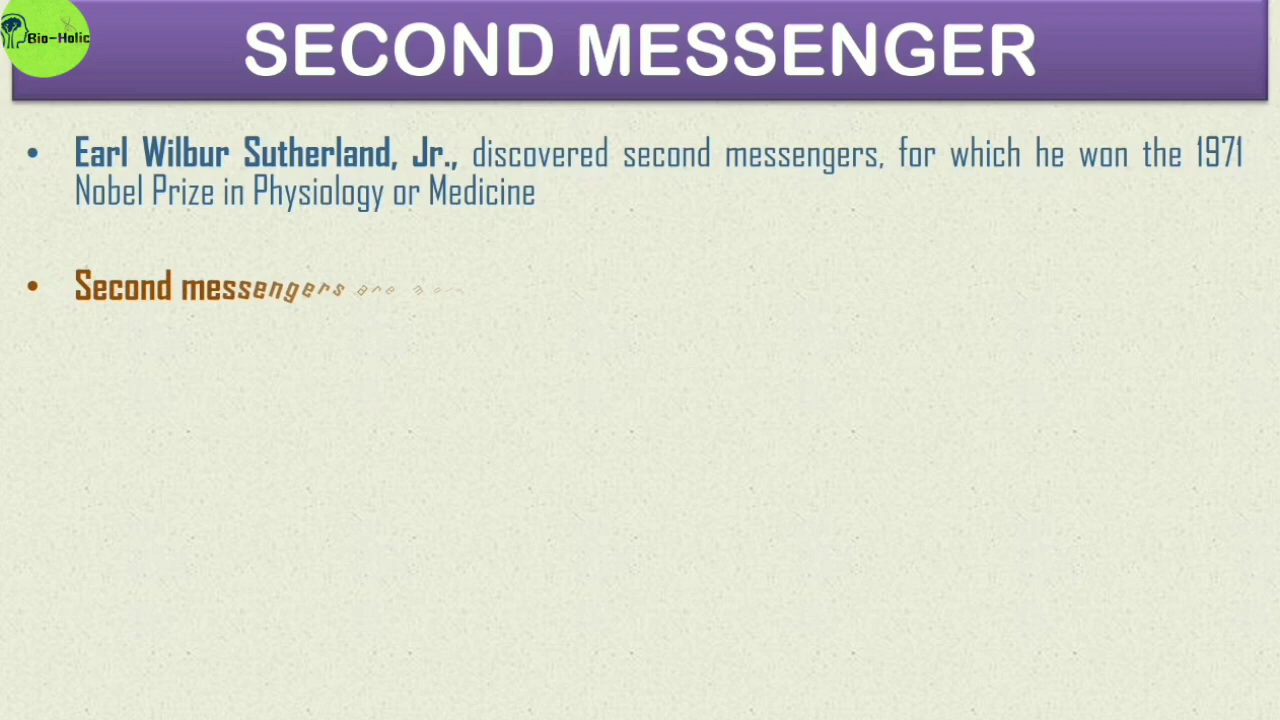 Bio-Holic
SECOND MESSENGER
• Earl Wilbur Sutherland, Jr., discovered second messengers, for which he won the 1971
Nobel Prize in Physiology or Medicine
• Second messengers are